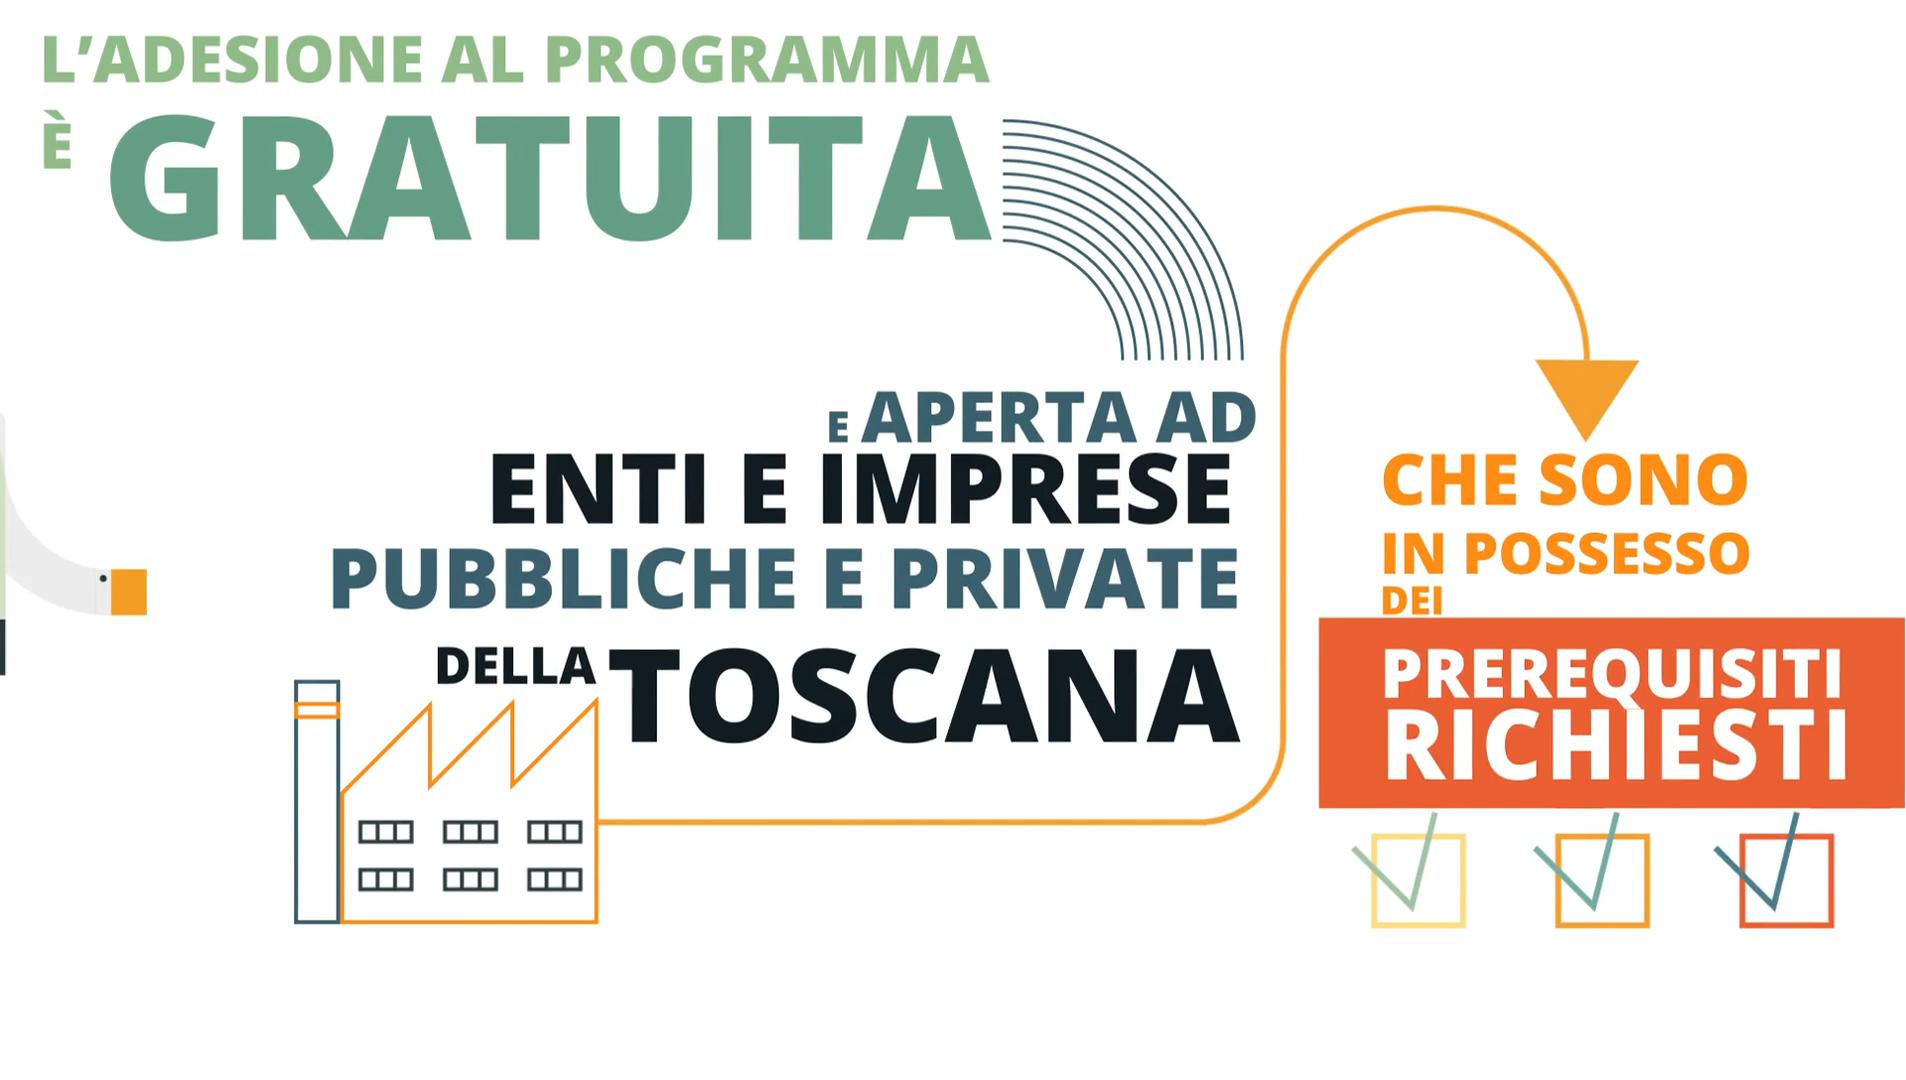 L’ADESIONE AL PROGRAMMA
È GRATUITA
E APERTA AD
ENTI E IMPRESE
PUBBLICHE E PRIVATE
DELLA TOSCANA
CHE SONO
IN POSSESSO
DEI
PREREQUISITI
RICHIESTI